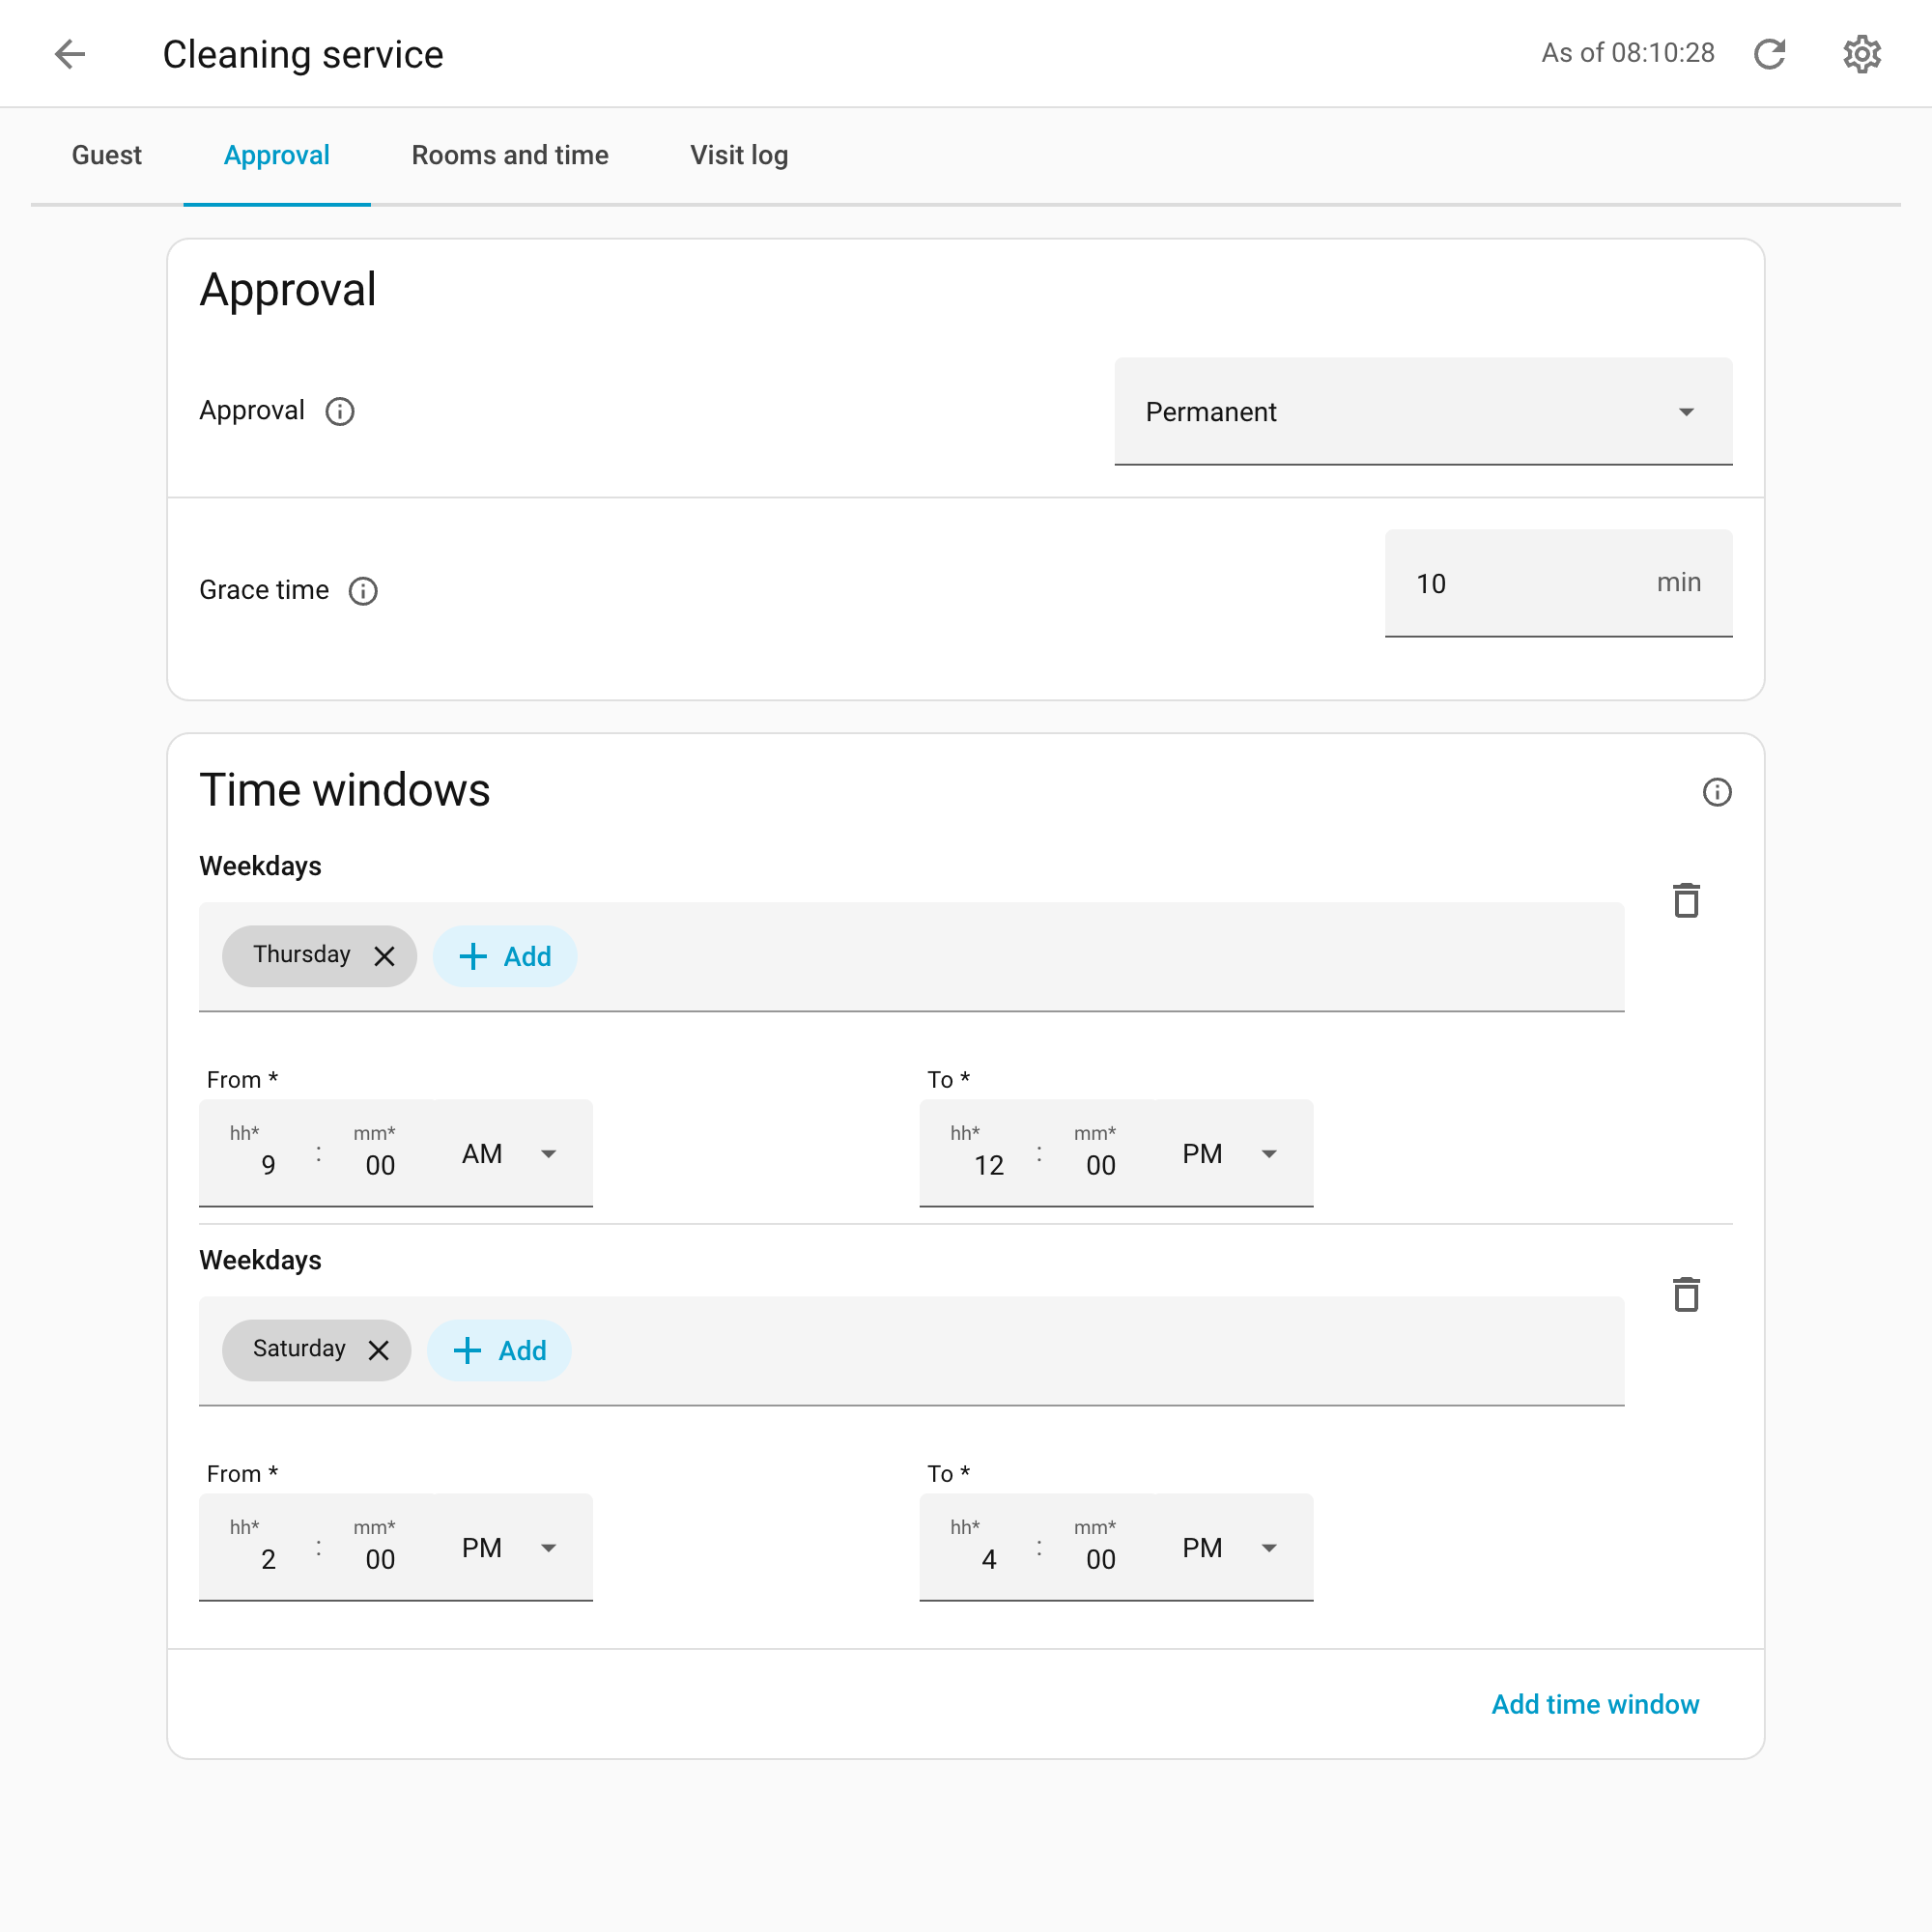 Cleaning service
As of 08:10:28
Guest
Approval
Rooms and time
Visit log
Approval
Approval
Permanent
Grace time
10 min
Time windows
Weekdays
Thursday
Add
From *
To *
hh*
9
:
mm*
00
AM
hh*
12
:
mm*
00
PM
Weekdays
Saturday
Add
From *
To *
hh*
2
:
mm*
00
PM
hh*
4
:
mm*
00
PM
Add time window